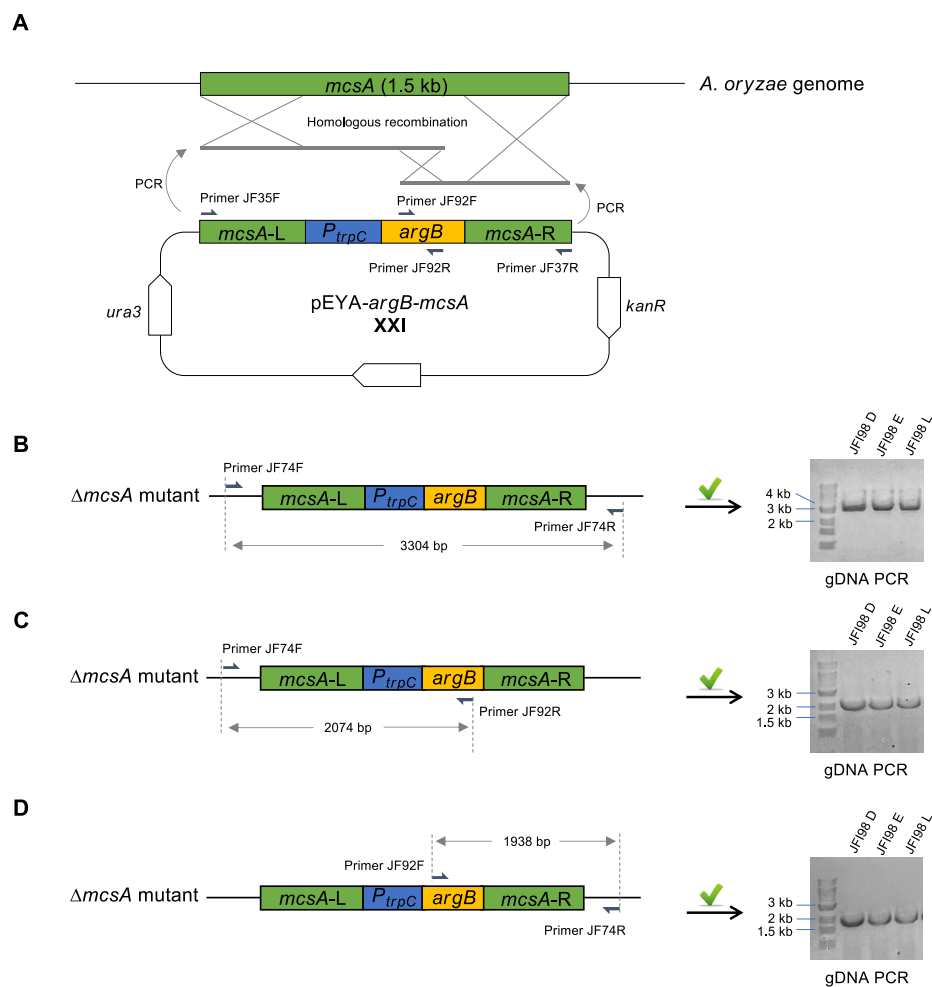 A
mcsA (1.5 kb)
A. oryzae genome
Homologous recombination
PCR
PCR
Primer JF35F
Primer JF92F
mcsA-L
PtrpC
argB
mcsA-R
Primer JF92R
Primer JF37R
ura3
pEYA-argB-mcsA
XXI
kanR
B
Primer JF74F
ΔmcsA mutant
mcsA-L
PtrpC
argB
mcsA-R
Primer JF74R
3304 bp
JFI98 D
JFI98 E
JFI98 L
4 kb
3 kb
2 kb
gDNA PCR
C
Primer JF74F
ΔmcsA mutant
mcsA-L
PtrpC
argB
mcsA-R
Primer JF92R
2074 bp
JFI98 D
JFI98 E
JFI98 L
3 kb
2 kb
1.5 kb
gDNA PCR
D
1938 bp
Primer JF92F
ΔmcsA mutant
mcsA-L
PtrpC
argB
mcsA-R
Primer JF74R
JFI98 D
JFI98 E
JFI98 L
3 kb
2 kb
1.5 kb
gDNA PCR